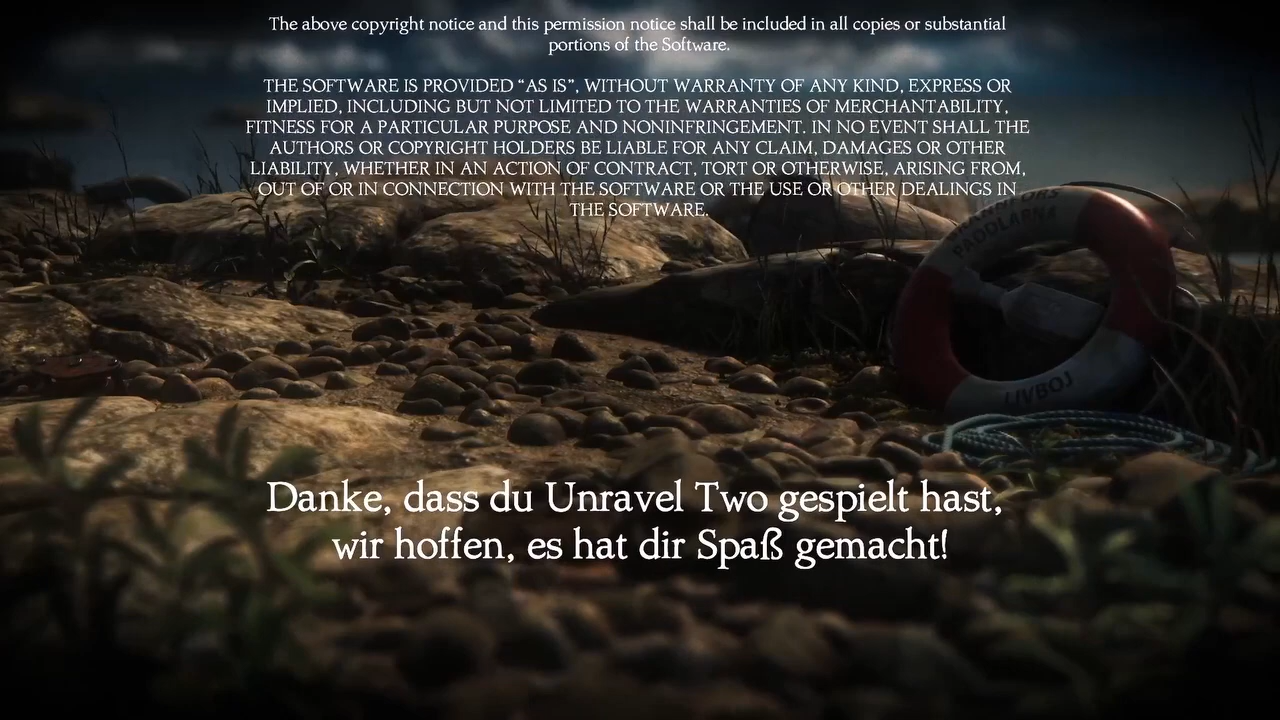 The above copyright notice and this permission notice shall be included in all copies or substantial
portions of the Software.
THE SOFTWARE IS PROVIDED “AS IS”, WITHOUT WARRANTY OF ANY KIND, EXPRESS OR
IMPLIED, INCLUDING BUT NOT LIMITED TO THE WARRANTIES OF MERCHANTABILITY,
FITNESS FOR A PARTICULAR PURPOSE AND NONINFRINGEMENT. IN NO EVENT SHALL THE
AUTHORS OR COPYRIGHT HOLDERS BE LIABLE FOR ANY CLAIM, DAMAGES OR OTHER
LIABILITY, WHETHER IN AN ACTION OF CONTRACT, TORT OR OTHERWISE, ARISING FROM,
OUT OF OR IN CONNECTION WITH THE SOFTWARE OR THE USE OR OTHER DEALINGS IN
THE SOFTWARE.
PADDLARNA
LIVBOJ
Danke, dass du Unravel Two gespielt hast,
wir hoffen, es hat dir Spaß gemacht!